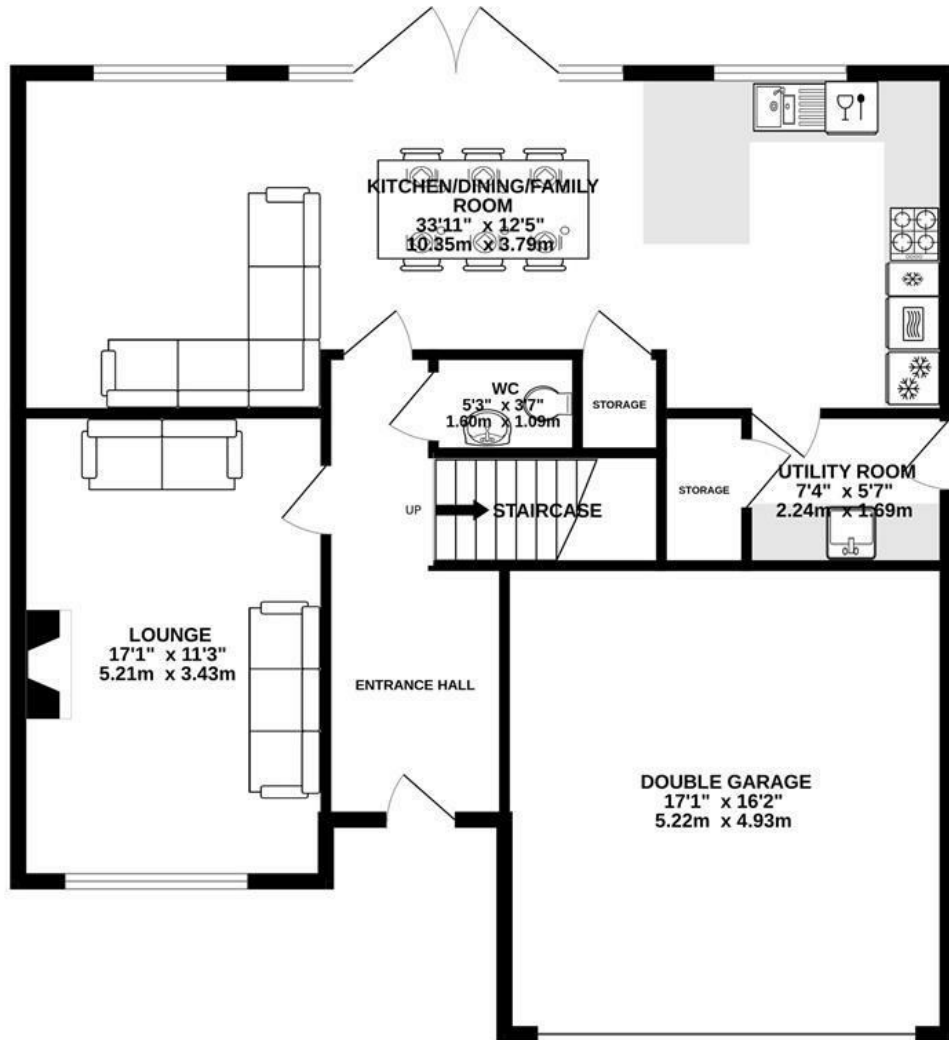 KITCHEN/DINING/FAMILY
ROOM
33'11" x 12'5"
10.35m x 3.79m
WC
5'3" x 3'7"
1.60m x 1.09m
STORAGE
STORAGE
UTILITY ROOM
7'4" x 5'7"
2.24m x 1.69m
UP
STAIRCASE
LOUNGE
17'1" x 11'3"
5.21m x 3.43m
ENTRANCE HALL
DOUBLE GARAGE
17'1" x 16'2"
5.22m x 4.93m